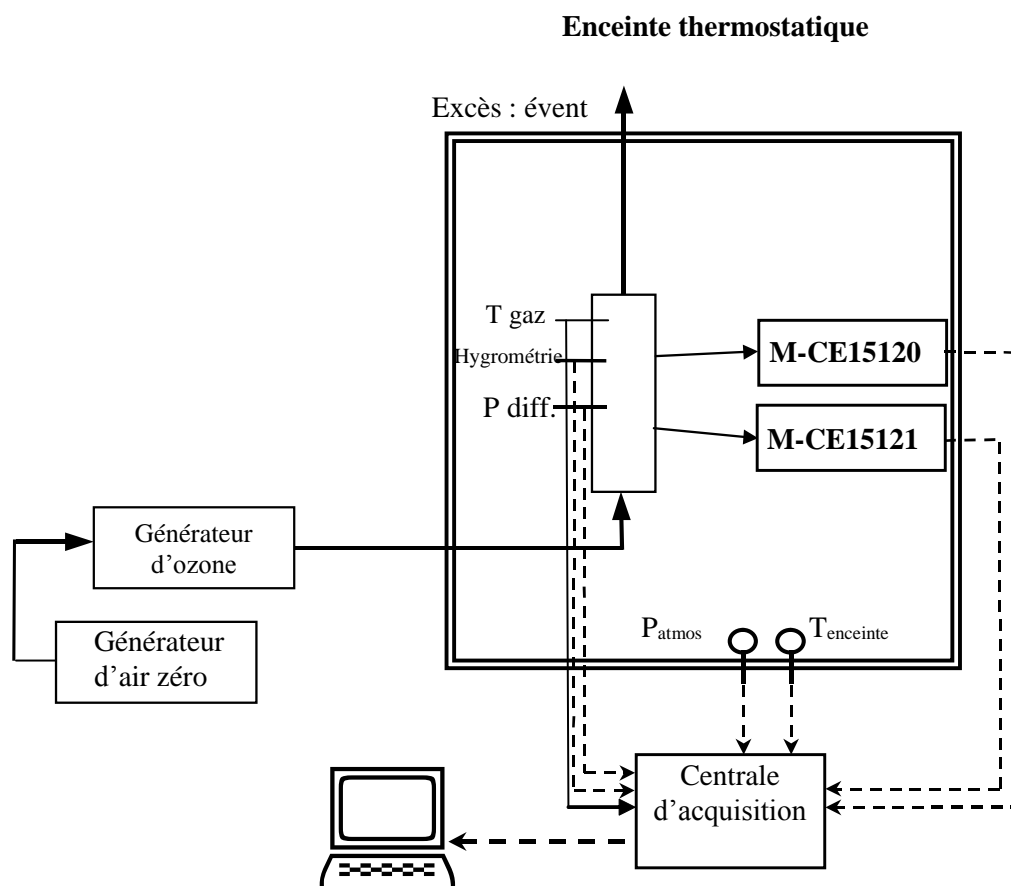 Enceinte thermostatique
Excès : évent
T gaz
Hygrométrie
P diff.
M-CE15120
M-CE15121
Générateur
d'ozone
Générateur
d'air zéro
Patmos
Tenceinte
Centrale
d'acquisition